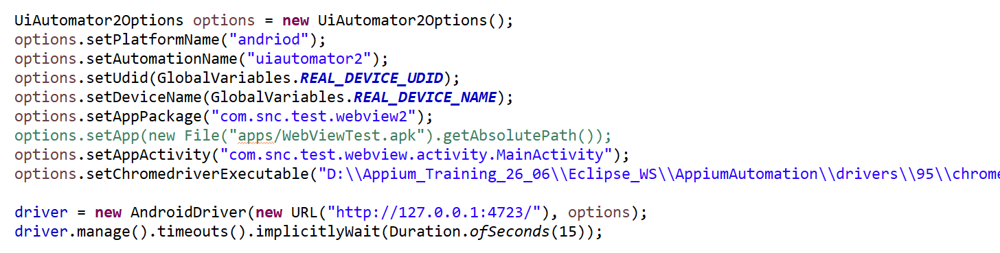 UiAutomator2Options options = new UiAutomator2Options();
options.setPlatformName("andriod");
options.setAutomationName("uiautomator2");
options.setUdid(GlobalVariables.REAL_DEVICE_UDID);
options.setDeviceName(GlobalVariables.REAL_DEVICE_NAME);
options.setAppPackage("com.snc.test.webview2");
options.setApp(new File("apps/WebViewTest.apk").getAbsolutePath());
options.setAppActivity("com.snc.test.webview.activity.MainActivity");
options.setChromedriverExecutable("D:\\Appium_Training_26_06\\Eclipse_WS\\AppiumAutomation\\drivers\\95\\chrome
driver = new AndroidDriver(new URL("http://127.0.0.1:4723/"), options);
driver.manage().timeouts().implicitlyWait(Duration.ofSeconds(15));